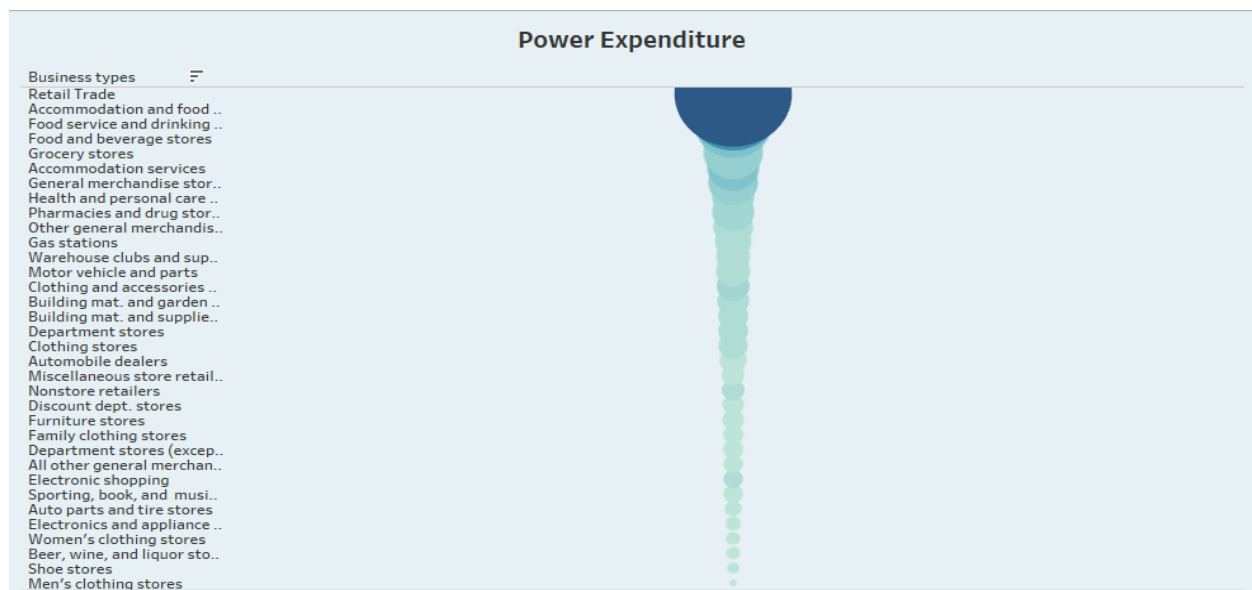 Power Expenditure
Business types
Retail Trade
Accommodation and food ..
Food service and drinking ..
Food and beverage stores
Grocery stores
Accommodation services
General merchandise stor..
Health and personal care ..
Pharmacies and drug stor..
Other general merchandis..
Gas stations
Warehouse clubs and sup..
Motor vehicle and parts
Clothing and accessories ..
Building mat. and garden ..
Building mat. and supplie..
Department stores
Clothing stores
Automobile dealers
Miscellaneous store retail..
Nonstore retailers
Discount dept. stores
Furniture stores
Family clothing stores
Department stores (excep..
All other general merchan..
Electronic shopping
Sporting, book, and musi..
Auto parts and tire stores
Electronics and appliance ..
Women's clothing stores
Beer, wine, and liquor sto..
Shoe stores
Men's clothing stores